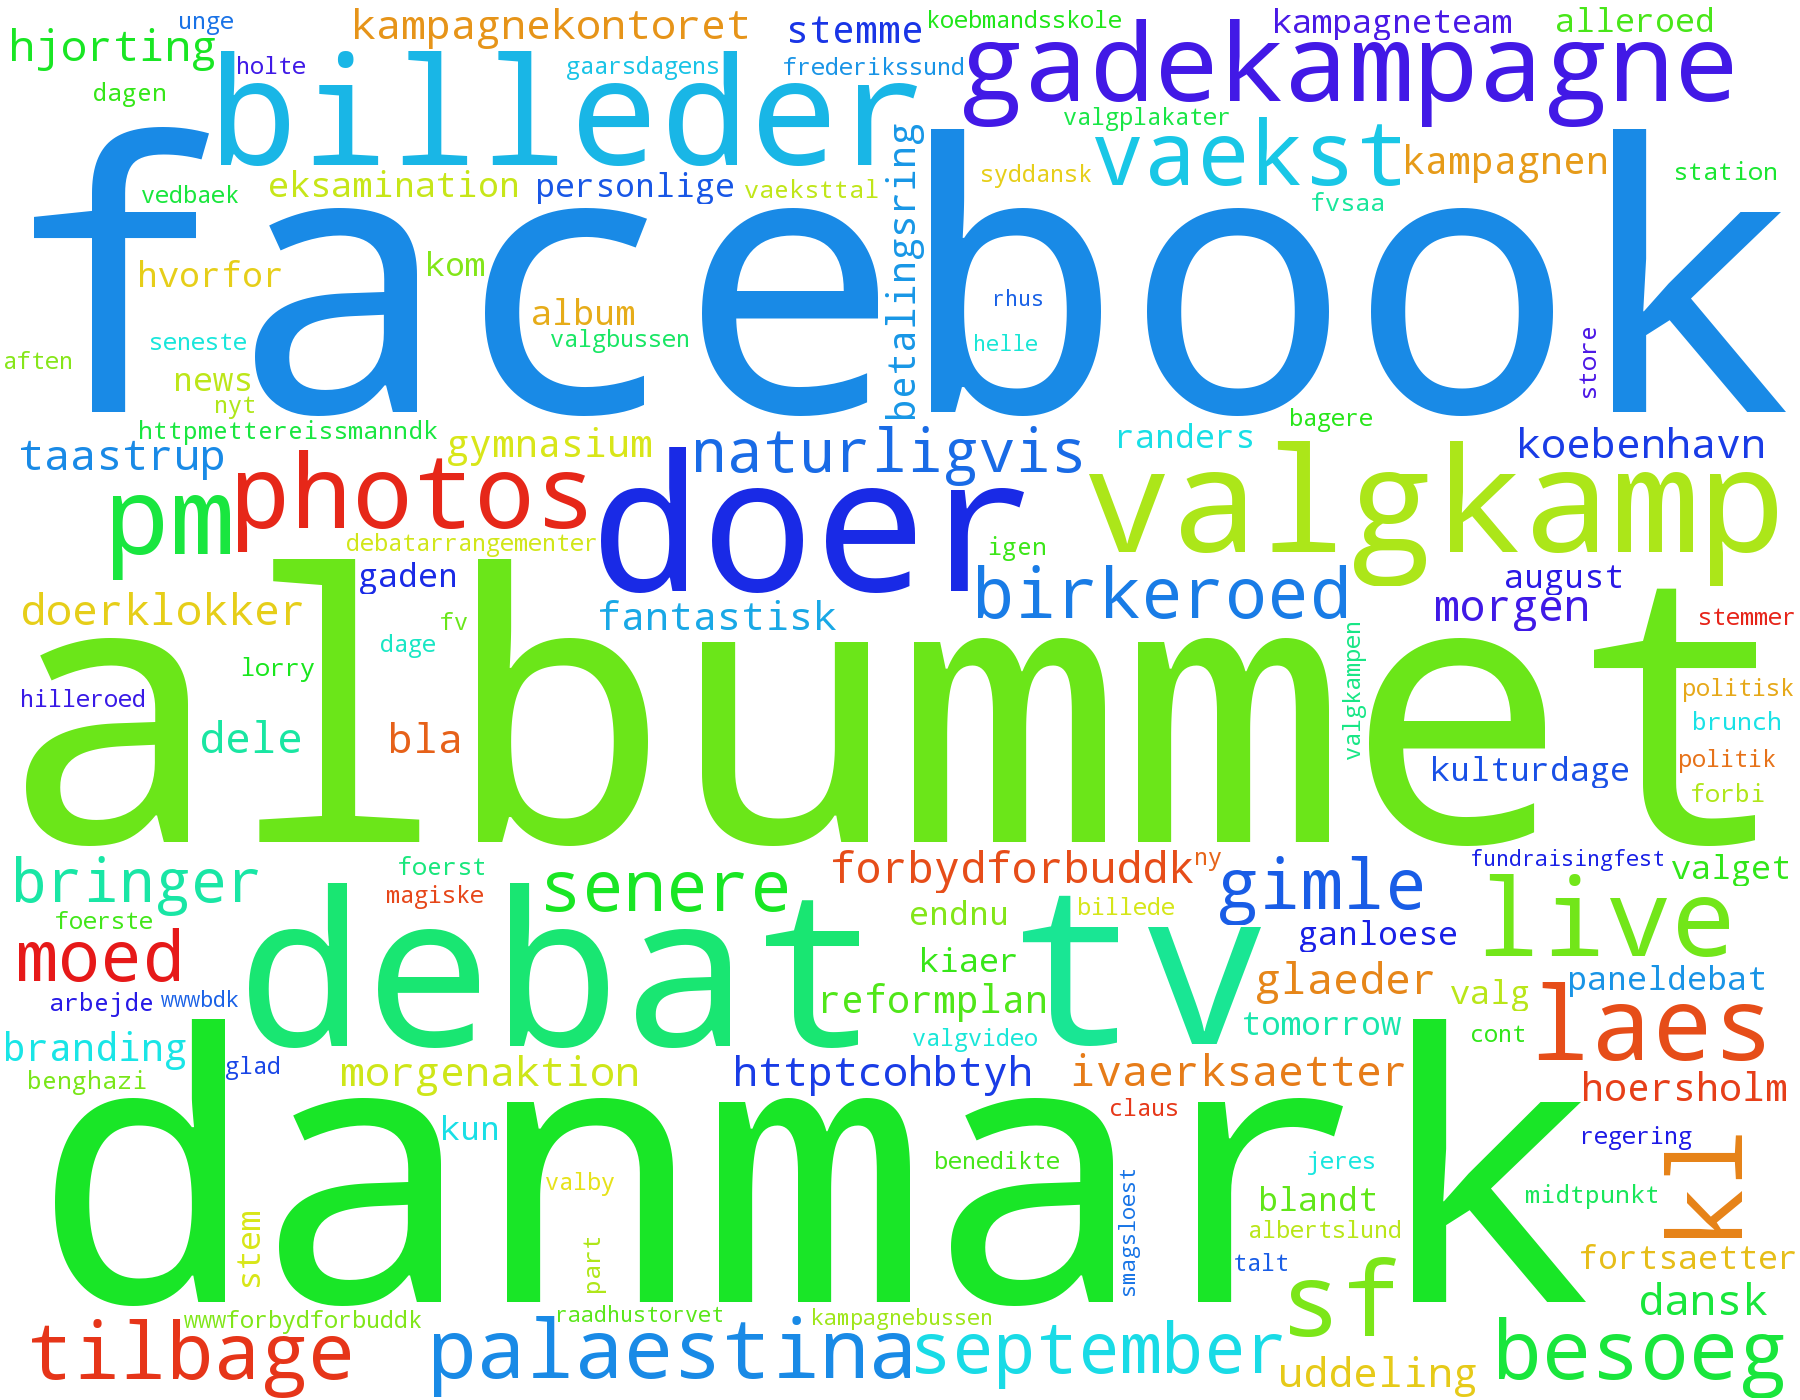 unge
kampagnekontoret
stemme
koebmandsskole
kampagneteam
alleroed
hjorting
holte
billeder
gaarsdagens
frederikssund
gadekampagne
dagen
valgplakater
vaekst
kampagnen
vedbaek
eksamination
personlige
vaeksttal
betalingsring
syddansk
fvsaa
station
facebook
hvorfor
kom
album
rhus
seneste
valgbussen
helle
store
aften
news
nyt
httpmettereissmanndk
gymnasium
naturligvis
randers
bagere
koebenhavn
taastrup
photos
doer
valgkamp
pm
debatarrangementer
igen
gaden
birkeroed
august
doerklokker
fv
fantastisk
morgen
stemmer
dage
valgkampen
lorry
albummet
hilleroed
politisk
dele
bla
brunch
kulturdage
politik
forbi
foerst
forbydforbuddk
ny
gimle
fundraisingfest
valget
bringer
magiske
senere
billede
live
foerste
debat
endnu
tv
ganloese
moed
kiaer
glaeder
paneldebat
arbejde
wwwbdk
reformplan
valg
laes
branding
valgvideo
tomorrow
cont
glad
benghazi
morgenaktion
httptcohbtyh
ivaerksaetter
hoersholm
danmark
kun
claus
regering
benedikte
jeres
kl
valby
smagsloest
blandt
midtpunkt
stem
albertslund
part
talt
fortsaetter
sf
dansk
wwwforbydforbuddk
raadhustorvet
kampagnebussen
tilbage
palaestina
september
uddeling
besoeg